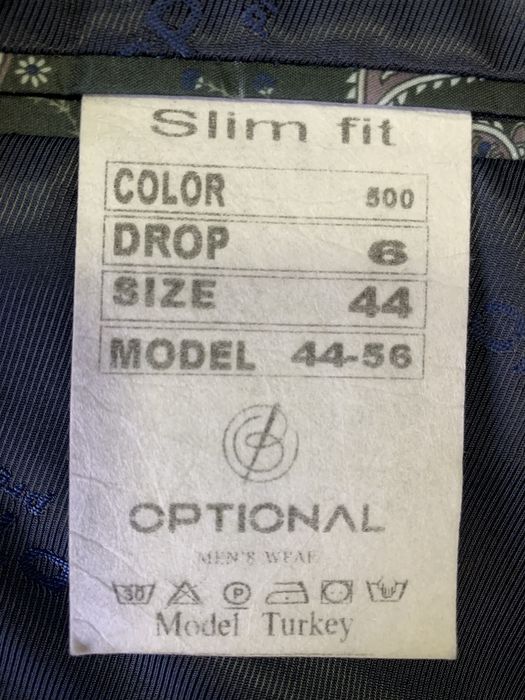 Slim fit
COLOR 500
DROP 6
SIZE 44
MODEL 44-56
OPTIONAL
MEN'S WEAR
30 P
Model Turkey